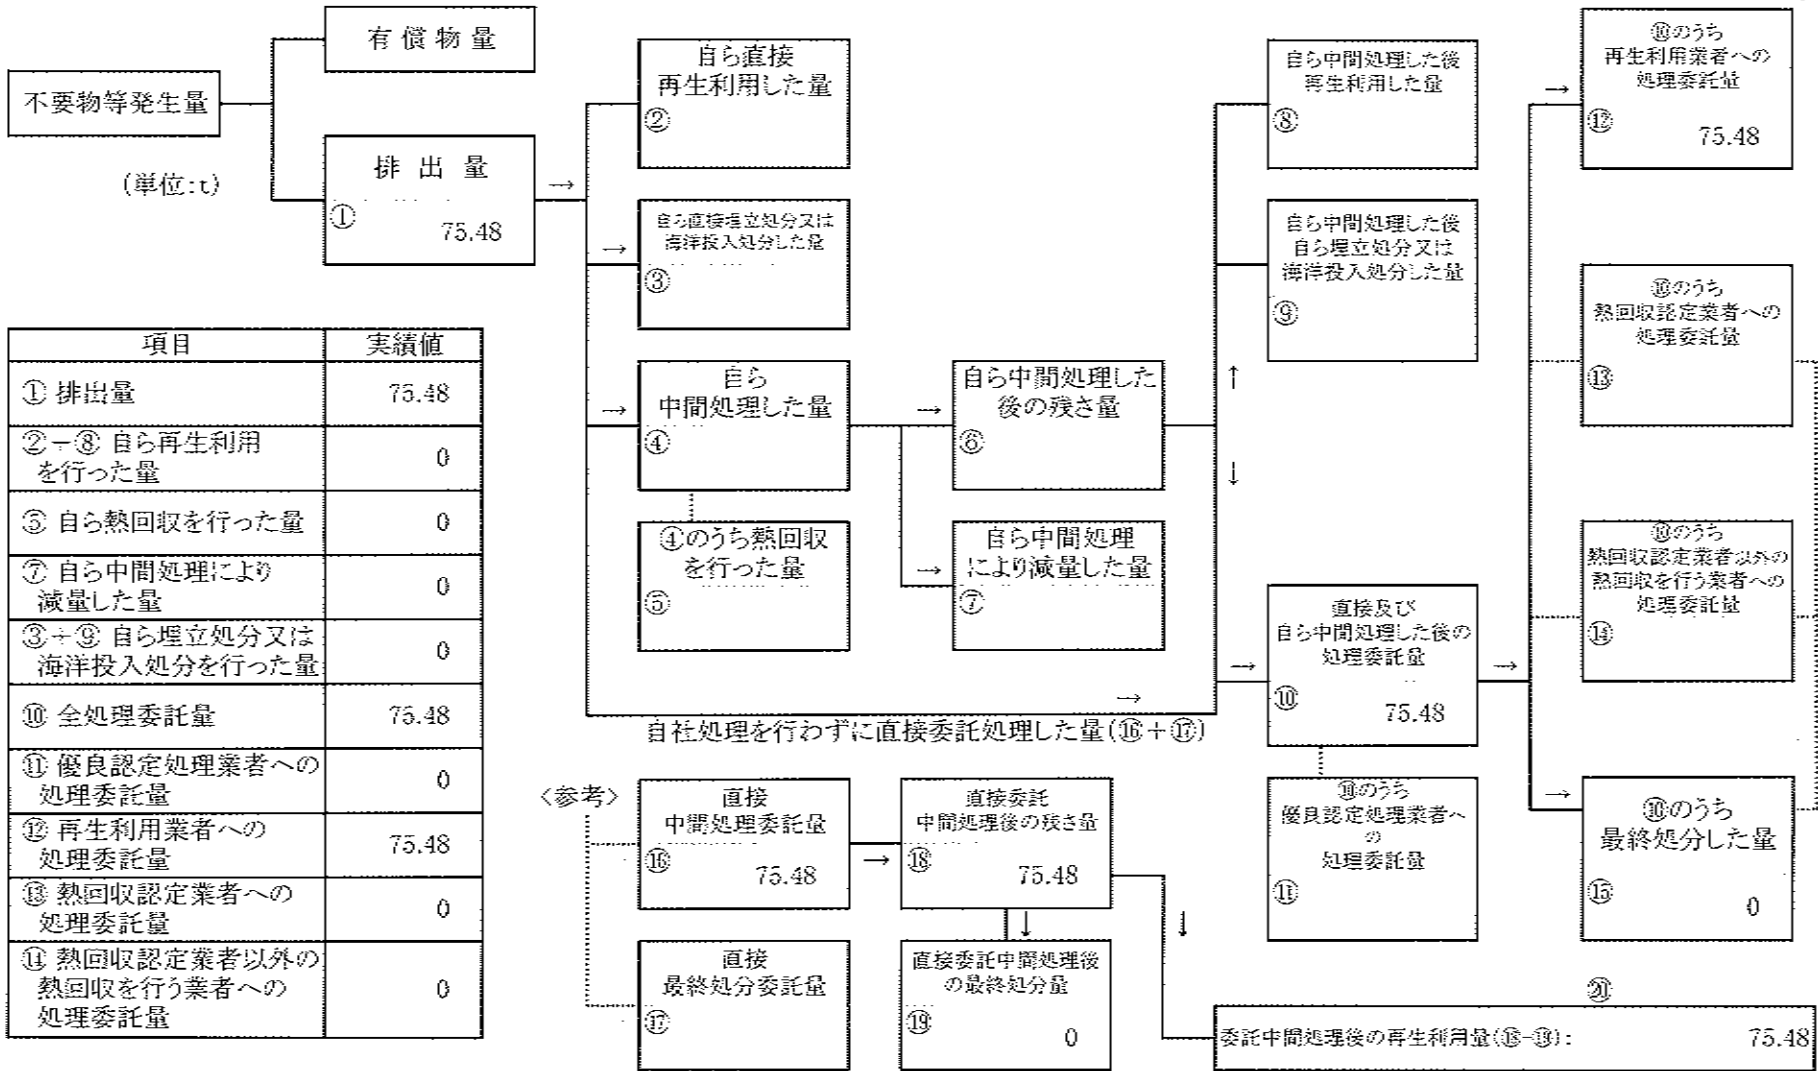 有償物量
不要物等発生量
(単位:t)
排出量
①
75.48
→
自ら直接
再生利用した量
②
→
自ら直接埋立処分又は
海洋投入処分した量
③
→
自ら
中間処理した量
④
④のうち熱回収
を行った量
⑤
→
自ら中間処理した
後の残さ量
⑥
→
自ら中間処理
により減量した量
⑦
↑
↓
自ら中間処理した後
再生利用した量
⑧
自ら中間処理した後
自ら埋立処分又は
海洋投入処分した量
⑨
→
自社処理を行わずに直接委託処理した量(⑯+⑰)
→
直接及び
自ら中間処理した後の
処理委託量
⑩
75.48
→
⑩のうち
優良認定処理業者へ
の
処理委託量
⑪
→
⑩のうち
再生利用業者への
処理委託量
⑫
75.48
⑩のうち
熱回収認定業者への
処理委託量
⑬
⑩のうち
熱回収認定業者以外の
熱回収を行う業者への
処理委託量
⑭
→
⑩のうち
最終処分した量
⑮
0
項目 実績値
① 排出量 75.48
②+⑧ 自ら再生利用
を行った量 0
⑤ 自ら熱回収を行った量 0
⑦ 自ら中間処理により
減量した量 0
③+⑨ 自ら埋立処分又は
海洋投入処分を行った量 0
⑩ 全処理委託量 75.48
⑪ 優良認定処理業者への
処理委託量 0
⑫ 再生利用業者への
処理委託量 75.48
⑬ 熱回収認定業者への
処理委託量 0
⑭ 熱回収認定業者以外の
熱回収を行う業者への
処理委託量 0
〈参考〉
直接
中間処理委託量
⑯
75.48
→
直接委託
中間処理後の残さ量
⑱
75.48
↓
↓
直接
最終処分委託量
⑰
直接委託中間処理後
の最終処分量
⑲
0
⑳
委託中間処理後の再生利用量(⑱-⑲): 75.48